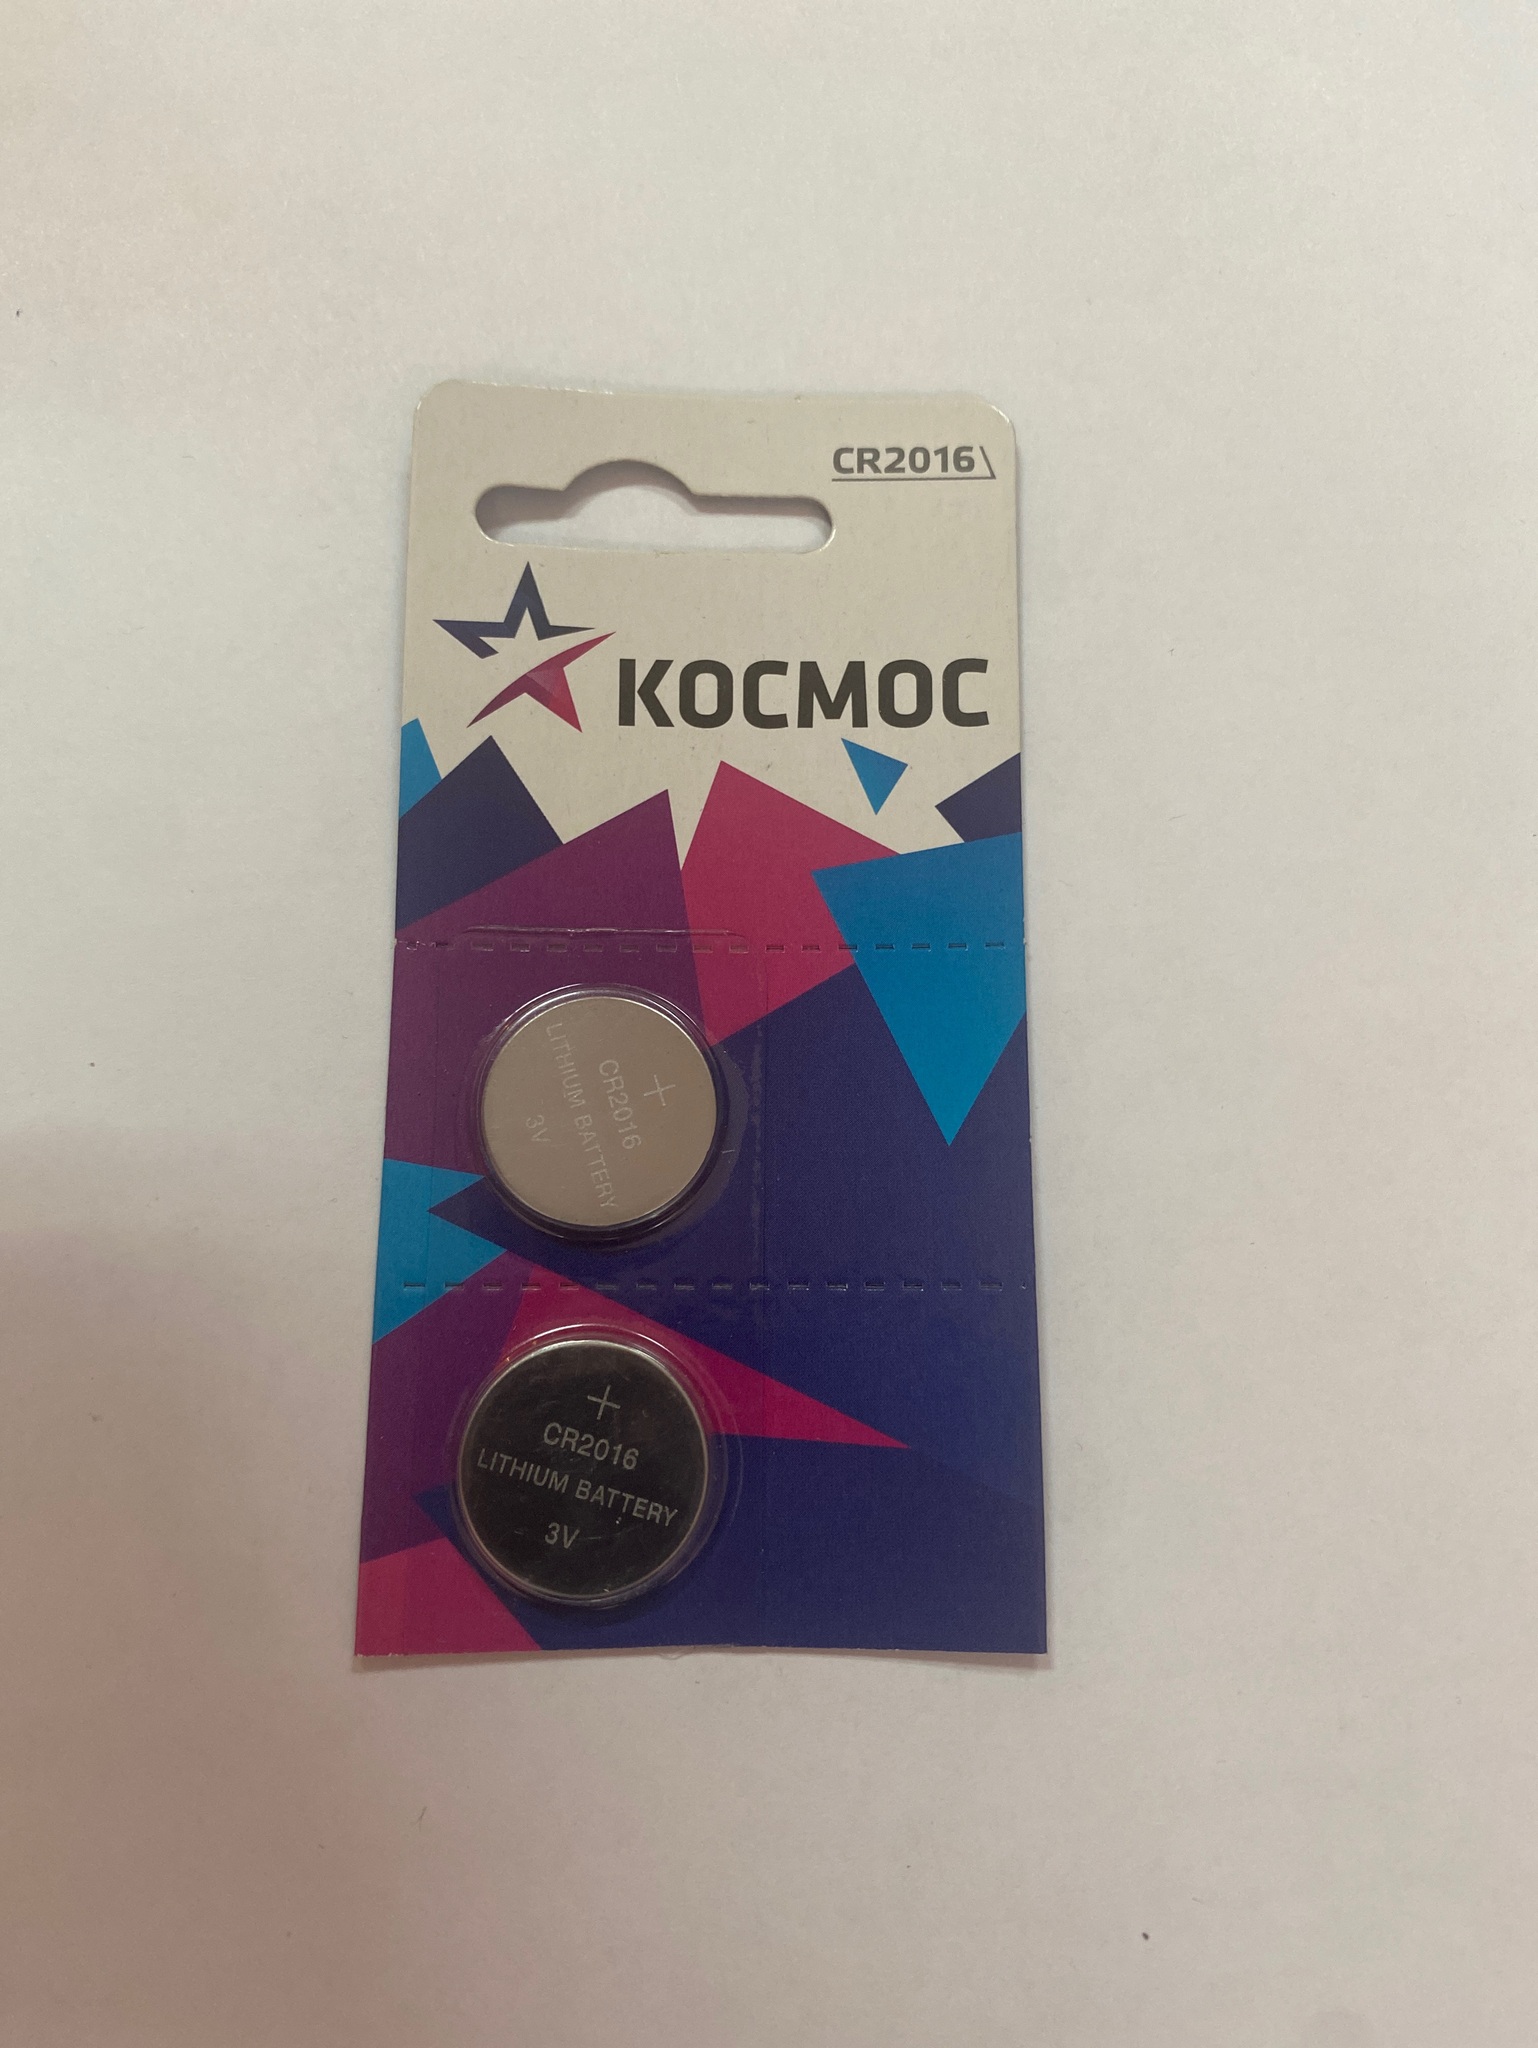 CR2016
КОСМОС
+
CR2016
LITHIUM BATTERY
3V
+
CR2016
LITHIUM BATTERY
3V